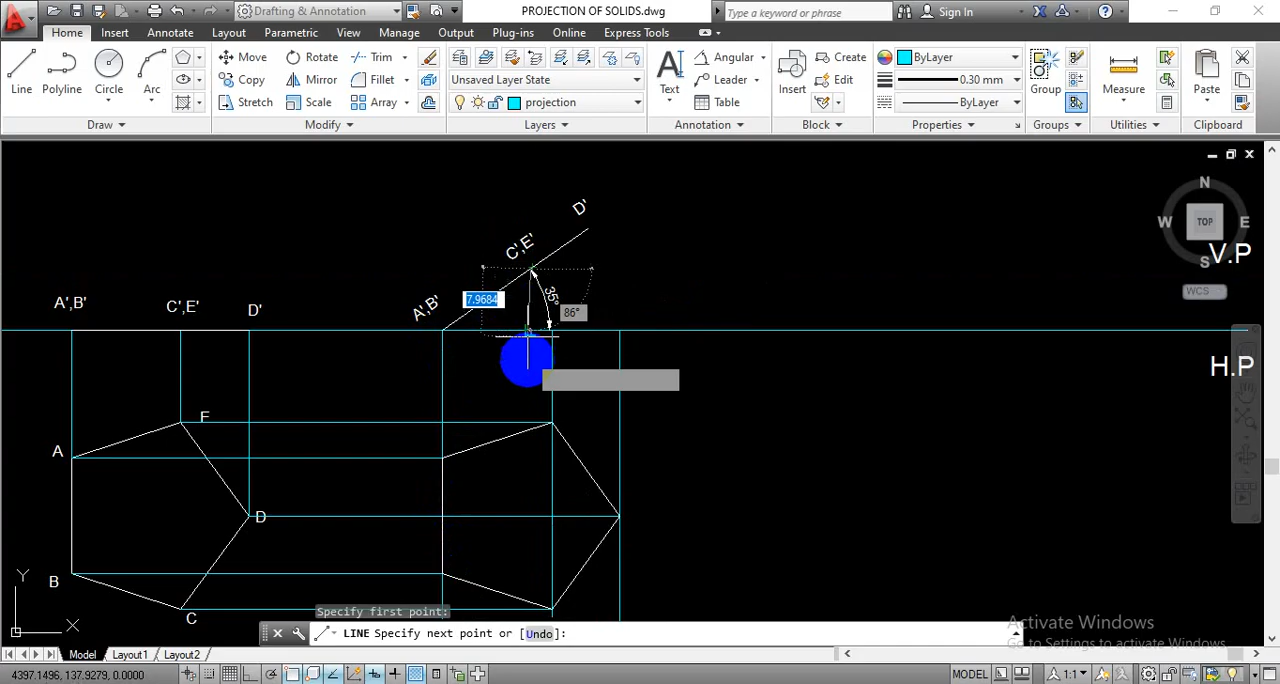 Drafting & Annotation
PROJECTION OF SOLIDS.dwg
Type a keyword or phrase
Sign In
Home Insert Annotate Layout Parametric View Manage Output Plug-ins Online Express Tools
Line Polyline Circle Arc
Move Rotate Trim
Copy Mirror Fillet
Stretch Scale Array
Unsaved Layer State
projection
Text
Angular
Leader
Table
Insert
Create
Edit
ByLayer
0.30 mm
ByLayer
Group
Measure
Paste
Draw Modify Layers Annotation Block Properties Groups Utilities Clipboard
N
W TOP E
S
V.P
WCS
H.P
D'
C',E'
A',B'
35°
7.9684
86°
A',B' C',E' D'
F
A
D
B
C
Y
X
Specify first point:
LINE Specify next point or [Undo]:
Activate Windows
Go to Settings to activate Windows.
Model Layout1 Layout2
4397.1496, 137.9279, 0.0000
MODEL
1:1